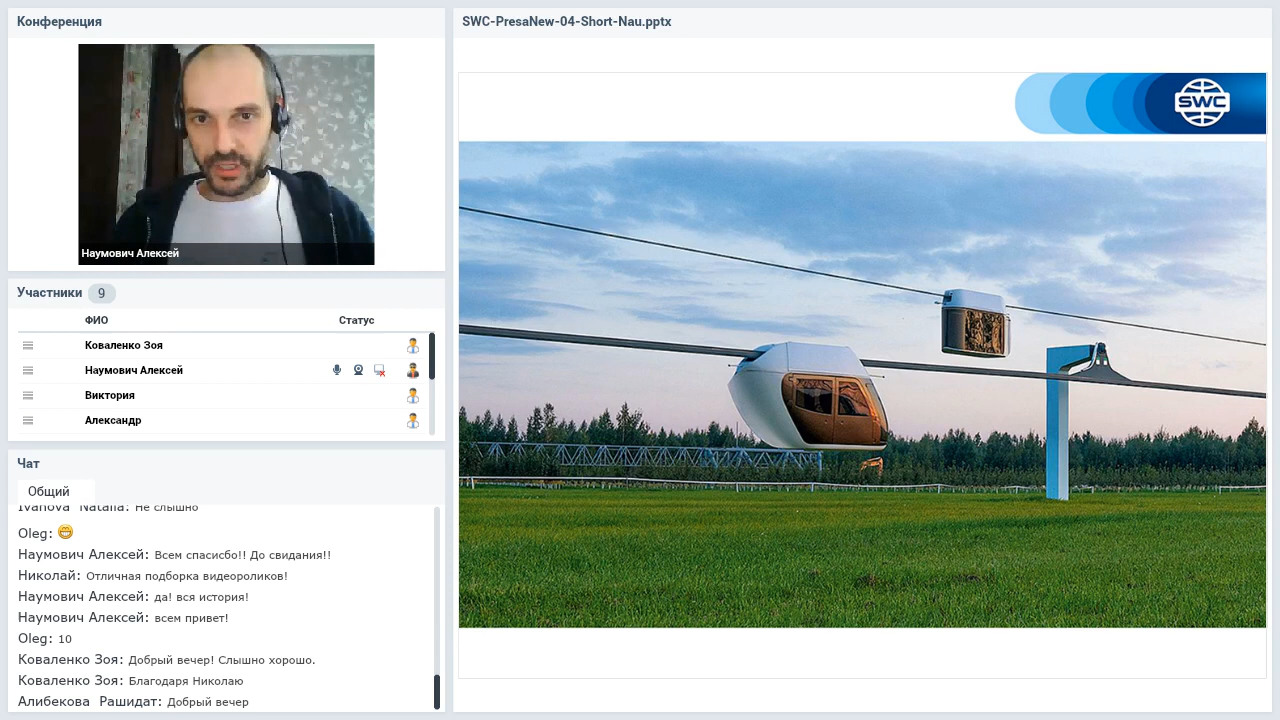 Конференция
Наумович Алексей
Участники 9
ФИО Статус
Коваленко Зоя
Наумович Алексей
Виктория
Александр
Чат
Общий
Ivanova Natalia: Не слышно
Oleg:
Наумович Алексей: Всем спасисбо!! До свидания!!
Николай: Отличная подборка видеороликов!
Наумович Алексей: да! вся история!
Наумович Алексей: всем привет!
Oleg: 10
Коваленко Зоя: Добрый вечер! Слышно хорошо.
Коваленко Зоя: Благодаря Николаю
Алибекова Рашидат: Добрый вечер
SWC-PresaNew-04-Short-Nau.pptx
SWC